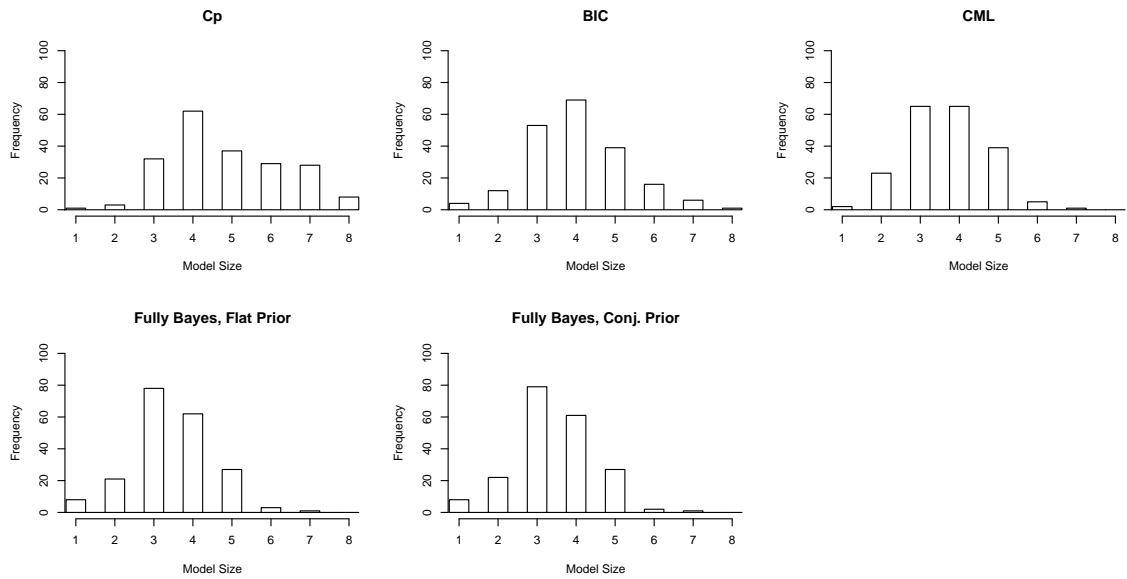 Cp
Frequency
0 20 40 60 80 100
1 2 3 4 5 6 7 8
Model Size
BIC
Frequency
0 20 40 60 80 100
1 2 3 4 5 6 7 8
Model Size
CML
Frequency
0 20 40 60 80 100
1 2 3 4 5 6 7 8
Model Size
Fully Bayes, Flat Prior
Frequency
0 20 40 60 80 100
1 2 3 4 5 6 7 8
Model Size
Fully Bayes, Conj. Prior
Frequency
0 20 40 60 80 100
1 2 3 4 5 6 7 8
Model Size